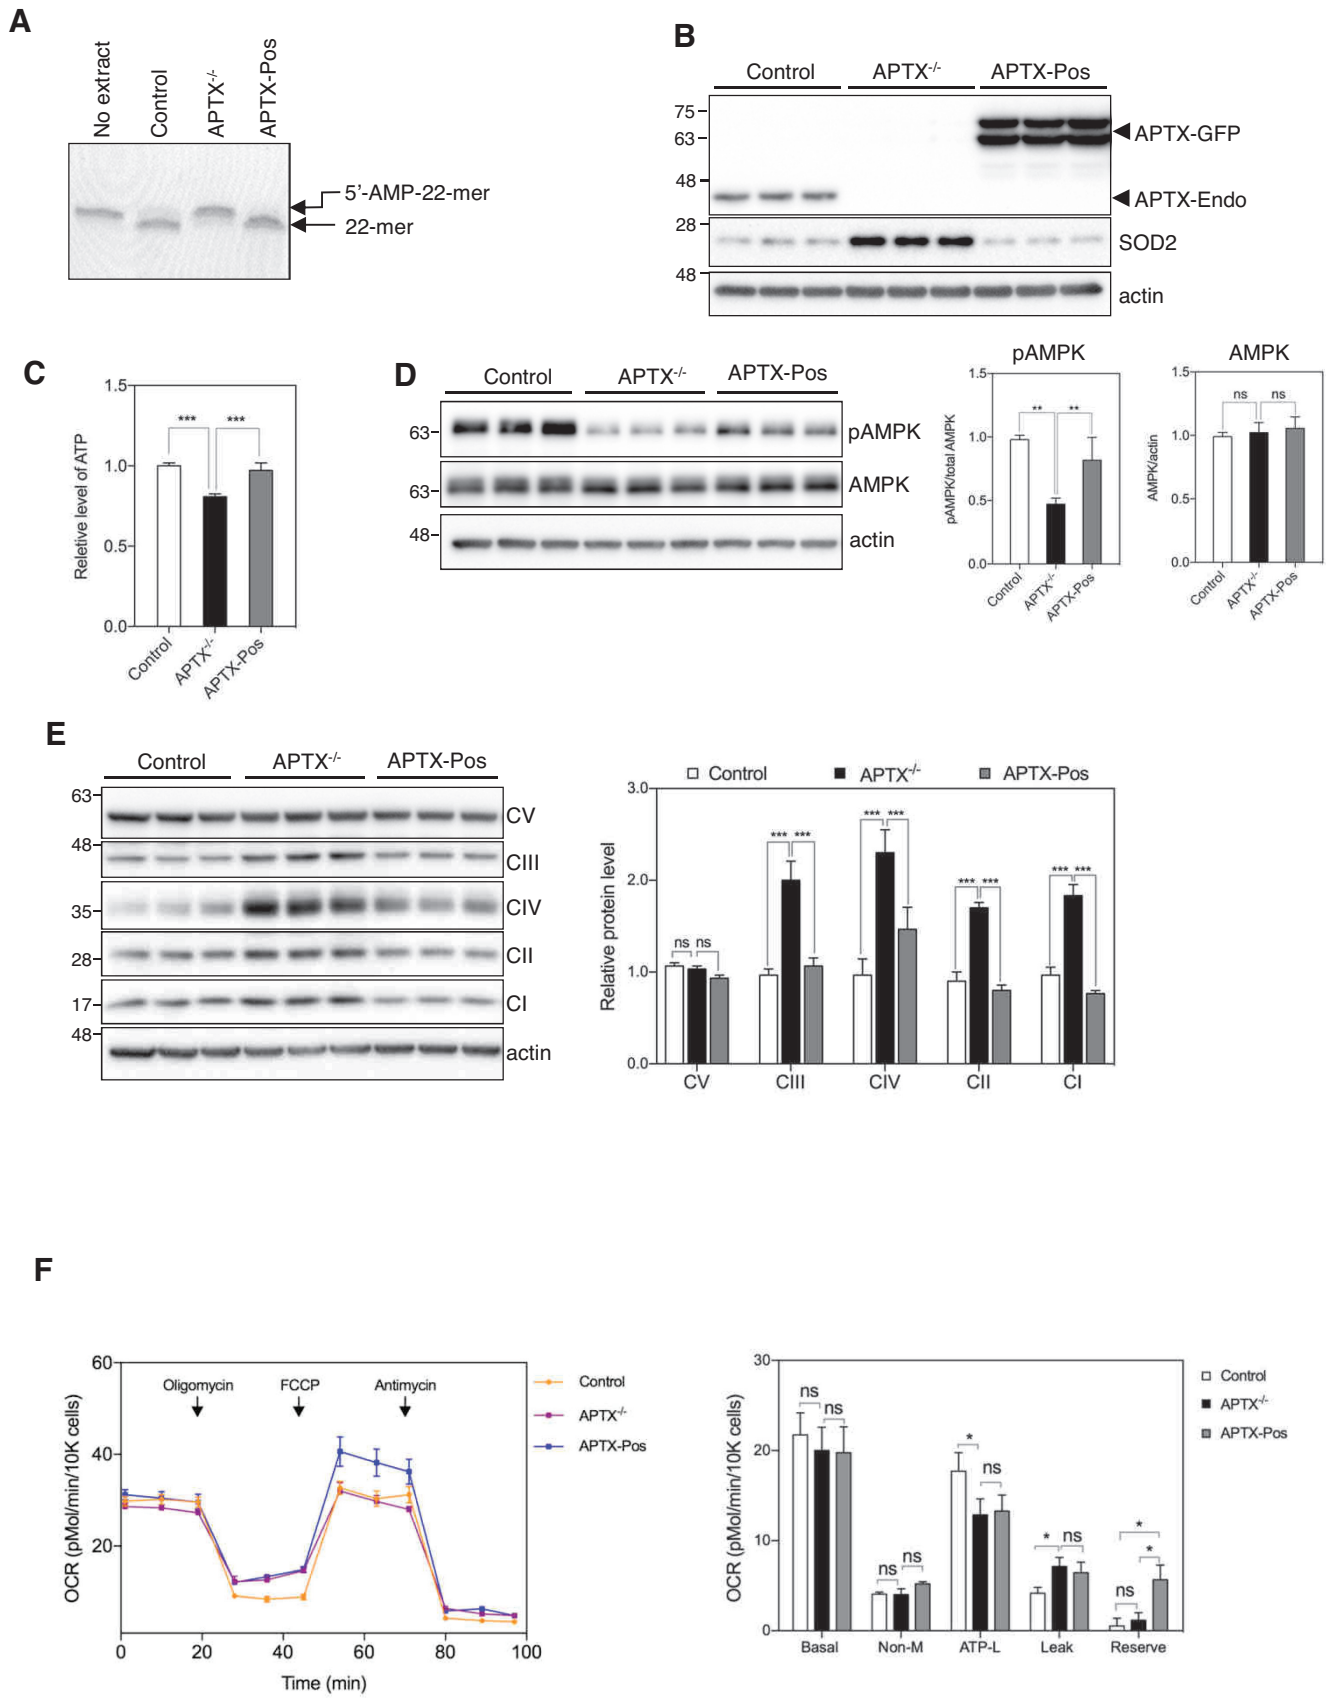 A
No extract
Control
APTX-/-
APTX-Pos
5'-AMP-22-mer
22-mer
B
Control
APTX-/-
APTX-Pos
75
63
48
28
48
APTX-GFP
APTX-Endo
SOD2
actin
C
Reletive level of ATP
1.5
1.0
0.5
0.0
***
***
Control
APTX-/-
APTX-Pos
D
Control
APTX-/-
APTX-Pos
63
63
48
pAMPK
AMPK
actin
pAMPK
pAMPK/total AMPK
1.5
1.0
0.5
0.0
**
**
Control
APTX-/-
APTX-Pos
AMPK
AMPK/actin
1.5
1.0
0.5
0.0
ns
ns
Control
APTX-/-
APTX-Pos
E
Control
APTX-/-
APTX-Pos
63
48
35
28
17
48
CV
CIII
CIV
CII
CI
actin
Control
APTX-/-
APTX-Pos
Relative protein level
3.0
2.0
1.0
0.0
ns ns
*** ***
*** ***
*** ***
*** ***
CV
CIII
CIV
CII
CI
F
OCR (pMol/min/10K cells)
60
40
20
Oligomycin
FCCP
Antimycin
Control
APTX-/-
APTX-Pos
0
20
40
60
80
100
Time (min)
OCR (pMol/min/10K cells)
30
20
10
0
ns
ns
ns
ns
*
ns
*
ns
ns
*
*
Control
APTX-/-
APTX-Pos
Basal
Non-M
ATP-L
Leak
Reserve